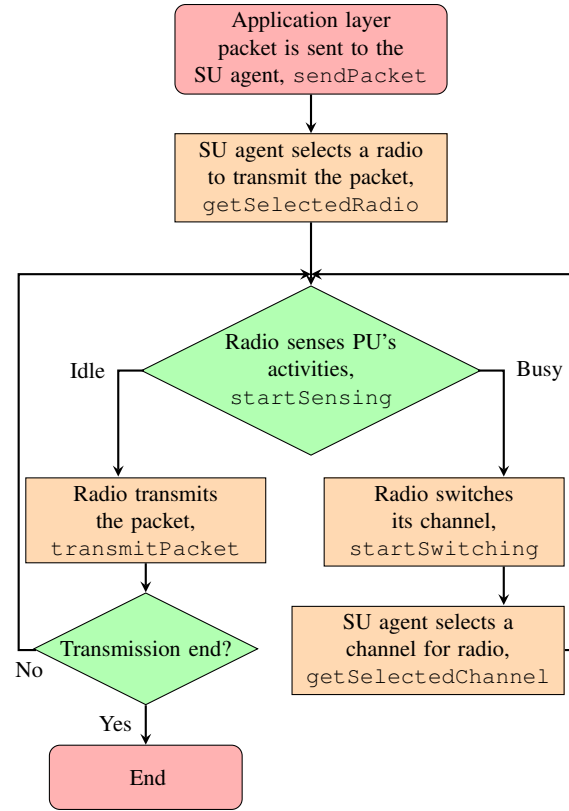 Application layer
packet is sent to the
SU agent, sendPacket
SU agent selects a radio
to transmit the packet,
getSelectedRadio
Radio senses PU's
activities,
startSensing
Idle
Busy
Radio transmits
the packet,
transmitPacket
Radio switches
its channel,
startSwitching
Transmission end?
No
Yes
SU agent selects a
channel for radio,
getSelectedChannel
End